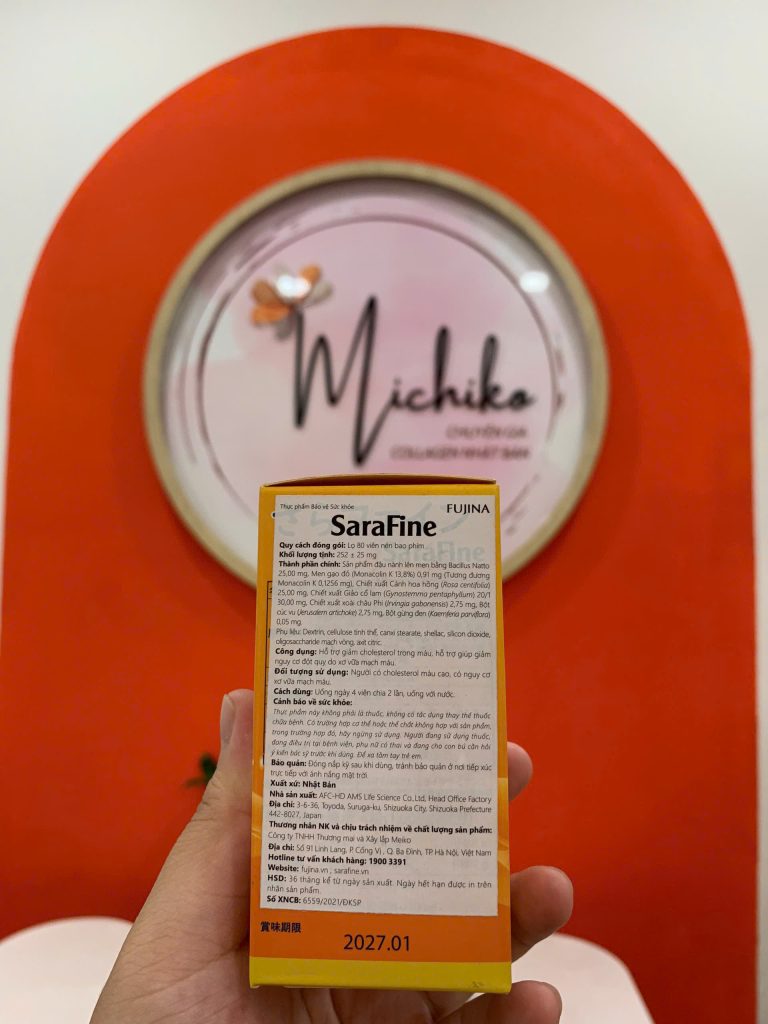 Michiko
CHUYÊN GIA
COLLAGEN NHẬT BẢN
Thực phẩm Bảo vệ Sức khỏe
FUJINA
SaraFine
Quy cách đóng gói: Lọ 80 viên nén bao phim
Khối lượng tịnh: 252 ± 25 mg
Thành phần chính: Sản phẩm đậu nành lên men bằng Bacillus Natto
25,00 mg, Men gạo đỏ (Monacolin K 13,8%) 0,91 mg (Tương đương
Monacolin K 0,1256 mg), Chiết xuất Cánh hoa hồng (Rosa centifolia)
25,00 mg, Chiết xuất Giảo cổ lam (Gynostemma pentaphyllum) 20/1
30,00 mg, Chiết xuất xoài châu Phi (Irvingia gabonensis) 2,75 mg, Bột
cúc vu (Jerusalem artichoke) 2,75 mg, Bột gừng đen (Kaemferia parviflora)
0,05 mg.
Phụ liệu: Dextrin, cellulose tinh thể, canxi stearate, shellac, silicon dioxide,
oligosaccharide mạch vòng, axit citric.
Công dụng: Hỗ trợ giảm cholesterol trong máu, hỗ trợ giúp giảm
nguy cơ đột quỵ do xơ vữa mạch máu.
Đối tượng sử dụng: Người có cholesterol máu cao, có nguy cơ
xơ vữa mạch máu.
Cách dùng: Uống ngày 4 viên chia 2 lần, uống với nước.
Cảnh báo về sức khỏe:
Thực phẩm này không phải là thuốc, không có tác dụng thay thế thuốc
chữa bệnh. Có trường hợp cơ thể hoặc thể chất không hợp với sản phẩm,
trong trường hợp đó, hãy ngừng sử dụng. Người đang sử dụng thuốc,
đang điều trị tại bệnh viện, phụ nữ có thai và đang cho con bú cần hỏi
ý kiến bác sỹ trước khi dùng. Để xa tầm tay trẻ em.
Bảo quản: Đóng nắp kỹ sau khi dùng, tránh bảo quản ở nơi tiếp xúc
trực tiếp với ánh nắng mặt trời.
Xuất xứ: Nhật Bản
Nhà sản xuất: AFC-HD AMS Life Science Co.,Ltd, Head Office Factory
Địa chỉ: 3-6-36, Toyoda, Suruga-ku, Shizuoka City, Shizuoka Prefecture
442-8027, Japan
Thương nhân NK và chịu trách nhiệm về chất lượng sản phẩm:
Công ty TNHH Thương mại và Xây lắp Meiko
Địa chỉ: Số 91 Linh Lang, P. Cống Vị , Q. Ba Đình, TP. Hà Nội, Việt Nam
Hotline tư vấn khách hàng: 1900 3391
Website: fujina.vn ; sarafine.vn
HSD: 36 tháng kể từ ngày sản xuất. Ngày hết hạn được in trên
nhãn sản phẩm.
Số XNCB: 6559/2021/ĐKSP
賞味期限
2027.01